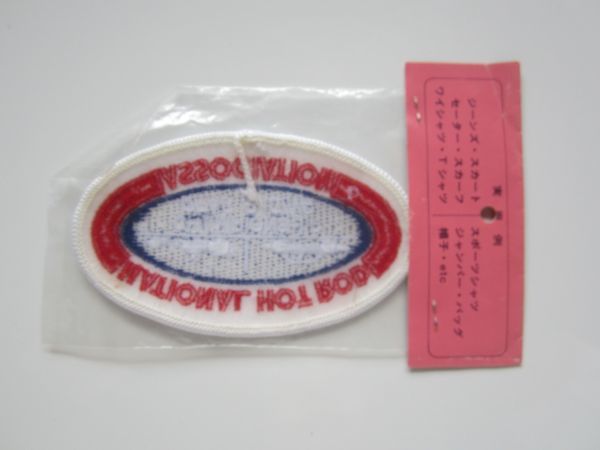 実 例
ジーンズ・スカート
セーター・スカーフ
ワイシャツ・Tシャツ
スポーツシャツ
ジャンパー・バッグ
帽子・etc
NATIONAL HOT ROD
ASSOCIATION